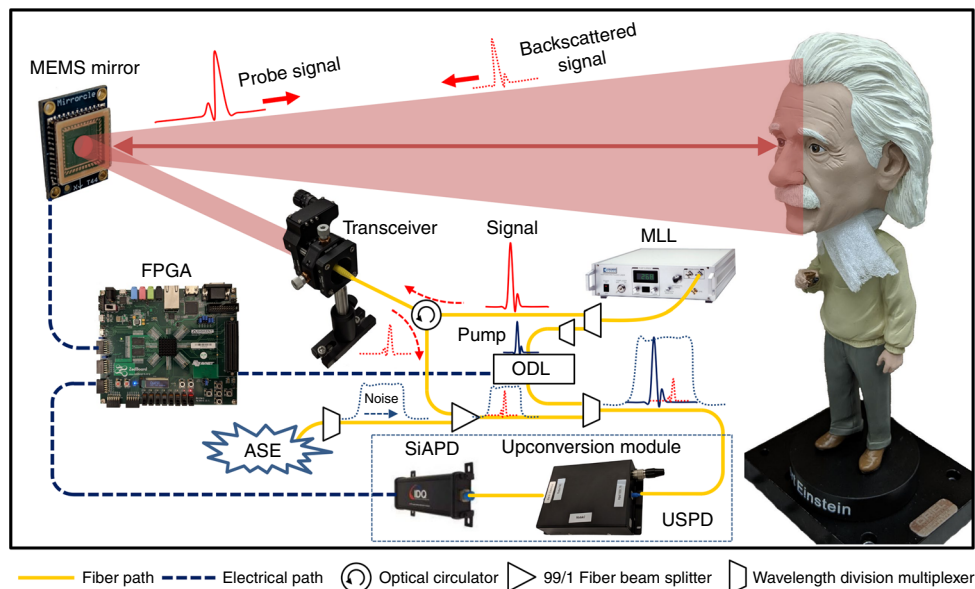 MEMS mirror
Probe signal
Backscattered
signal
Mirrorcle
Transceiver
Signal
MLL
FPGA
Pump
ODL
Noise
ASE
SiAPD
Upconversion module
IDQ
USPD
Einstein
Fiber path
Electrical path
Optical circulator
99/1 Fiber beam splitter
Wavelength division multiplexer